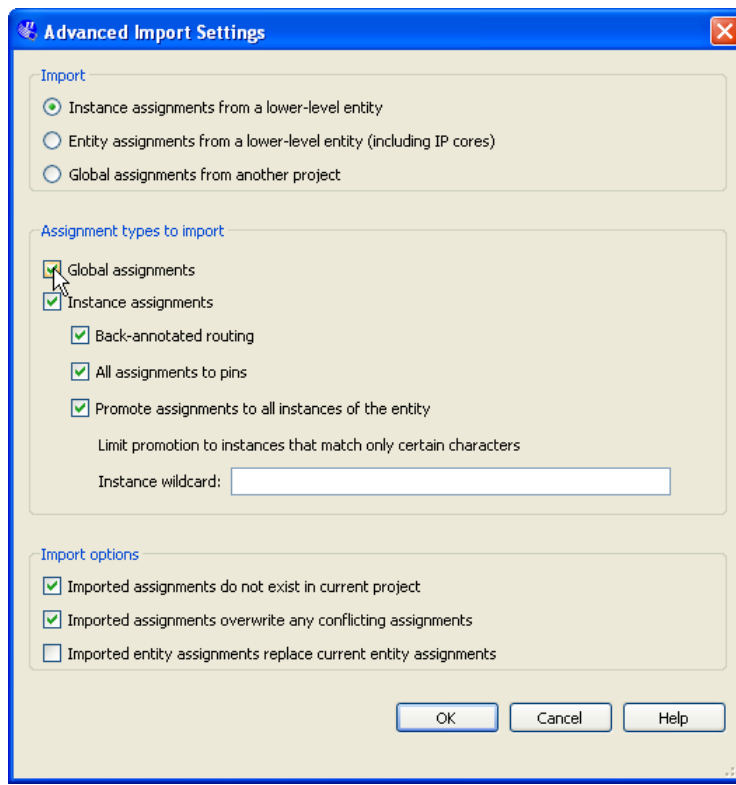 Advanced Import Settings
Import
Instance assignments from a lower-level entity
Entity assignments from a lower-level entity (including IP cores)
Global assignments from another project
Assignment types to import
Global assignments
Instance assignments
Back-annotated routing
All assignments to pins
Promote assignments to all instances of the entity
Limit promotion to instances that match only certain characters
Instance wildcard:
Import options
Imported assignments do not exist in current project
Imported assignments overwrite any conflicting assignments
Imported entity assignments replace current entity assignments
OK Cancel Help